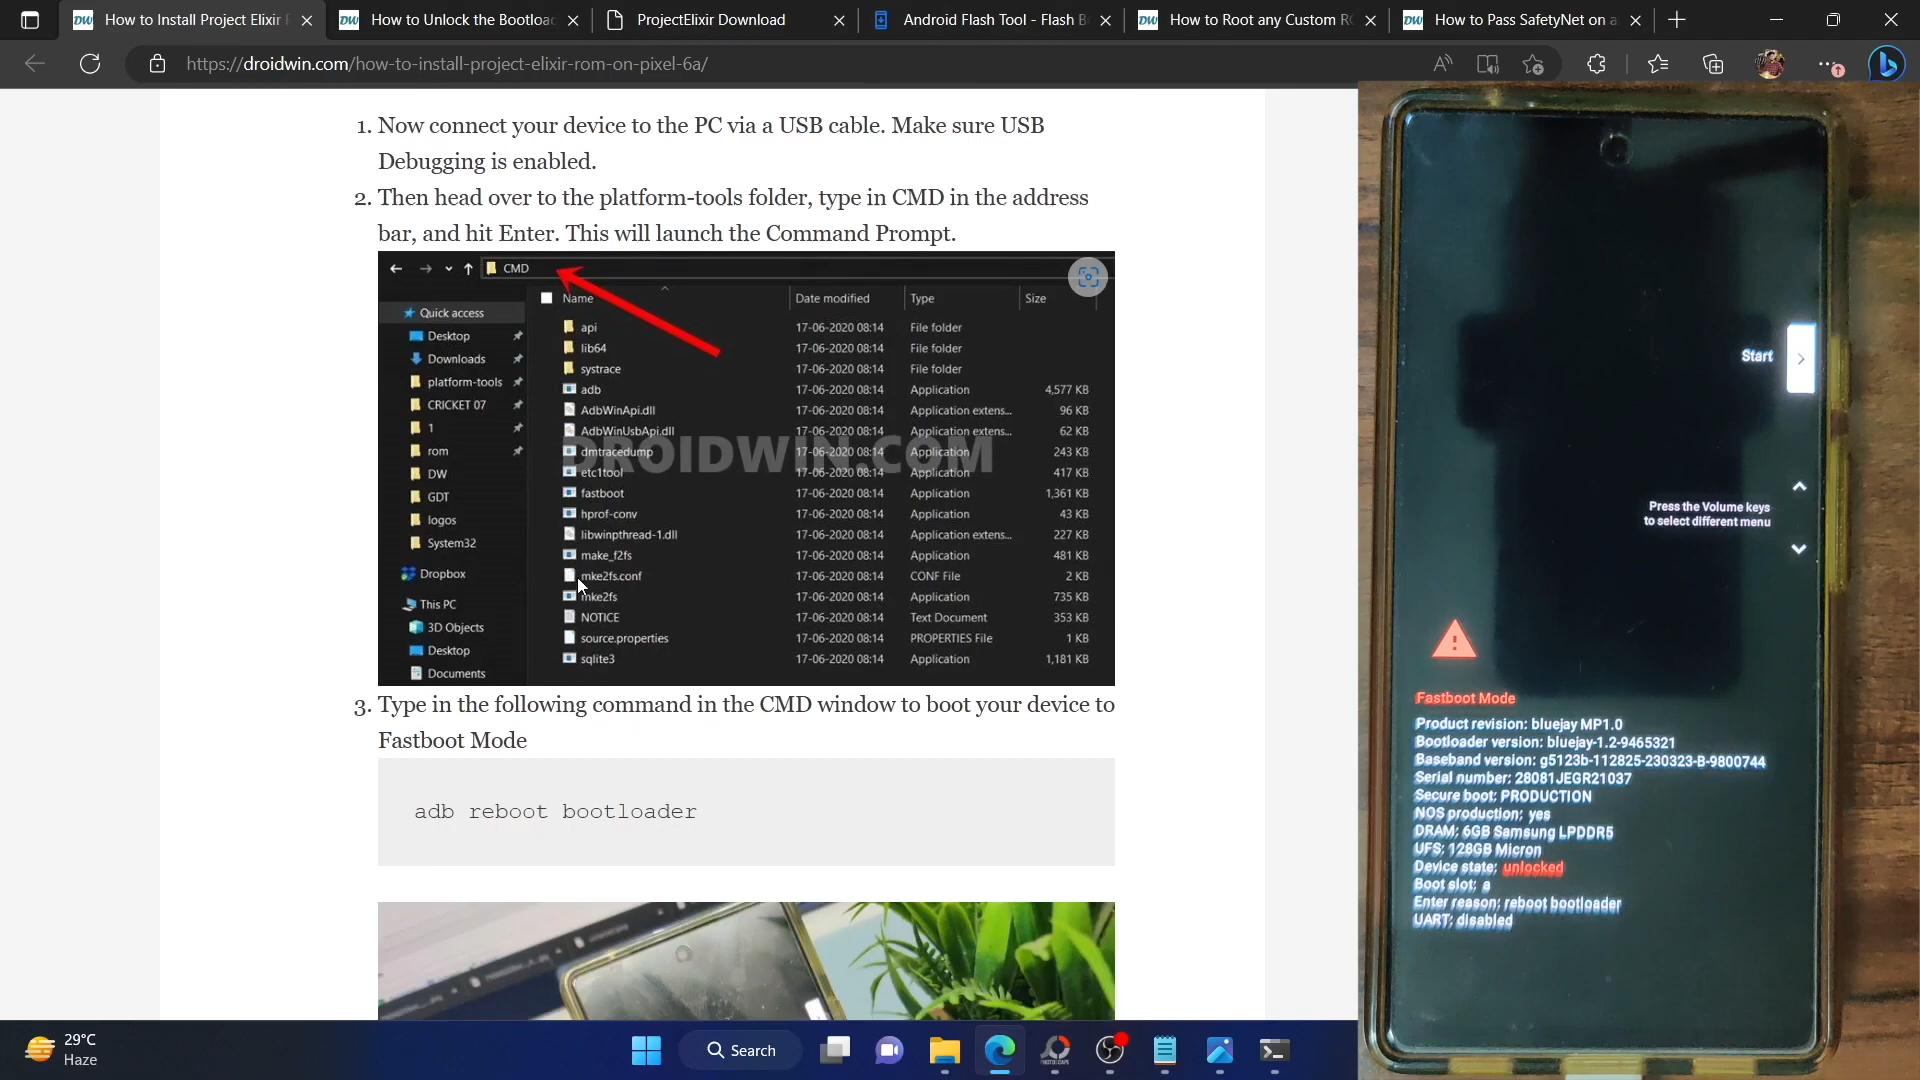 How to Install Project Elixir
How to Unlock the Bootloa
ProjectElixir Download
Android Flash Tool - Flash B
How to Root any Custom R
How to Pass SafetyNet on a
https://droidwin.com/how-to-install-project-elixir-rom-on-pixel-6a/
1. Now connect your device to the PC via a USB cable. Make sure USB
Debugging is enabled.
2. Then head over to the platform-tools folder, type in CMD in the address
bar, and hit Enter. This will launch the Command Prompt.
CMD
Name Date modified Type Size
Quick access
Desktop
Downloads
platform-tools
CRICKET 07
1
rom
DW
GDT
logos
System32
Dropbox
This PC
3D Objects
Desktop
Documents
api 17-06-2020 08:14 File folder
lib64 17-06-2020 08:14 File folder
systrace 17-06-2020 08:14 File folder
adb 17-06-2020 08:14 Application 4,577 KB
AdbWinApi.dll 17-06-2020 08:14 Application extens... 96 KB
AdbWinUsbApi.dll 17-06-2020 08:14 Application extens... 62 KB
DROIDWIN.COM
dmtracedump 17-06-2020 08:14 Application 243 KB
etc1tool 17-06-2020 08:14 Application 417 KB
fastboot 17-06-2020 08:14 Application 1,361 KB
hprof-conv 17-06-2020 08:14 Application 43 KB
libwinpthread-1.dll 17-06-2020 08:14 Application extens... 227 KB
make_f2fs 17-06-2020 08:14 Application 481 KB
mke2fs.conf 17-06-2020 08:14 CONF File 2 KB
mke2fs 17-06-2020 08:14 Application 735 KB
NOTICE 17-06-2020 08:14 Text Document 353 KB
source.properties 17-06-2020 08:14 PROPERTIES File 1 KB
sqlite3 17-06-2020 08:14 Application 1,181 KB
3. Type in the following command in the CMD window to boot your device to
Fastboot Mode
adb reboot bootloader
Start
Press the Volume keys
to select different menu
Fastboot Mode
Product revision: bluejay MP1.0
Bootloader version: bluejay-1.2-9465321
Baseband version: g5123b-112825-230323-B-9800744
Serial number: 28081JEGR21037
Secure boot: PRODUCTION
NOS production: yes
DRAM: 6GB Samsung LPDDR5
UFS: 128GB Micron
Device state: unlocked
Boot slot: a
Enter reason: reboot bootloader
UART: disabled
29°C
Haze
Search